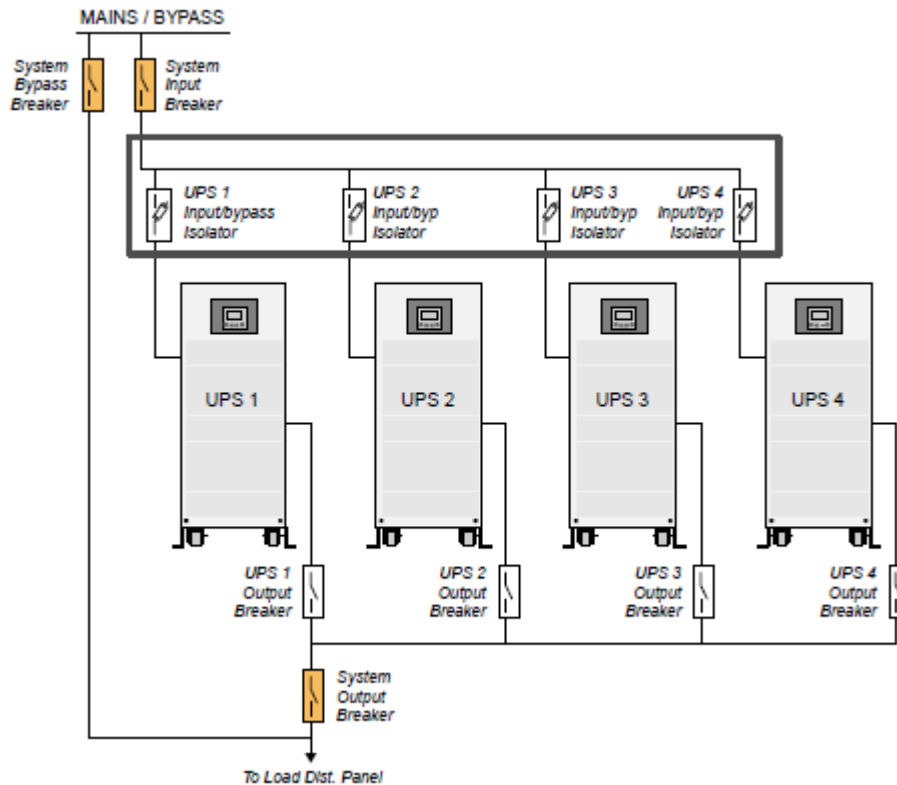 MAINS / BYPASS
System
Bypass
Breaker
System
Input
Breaker
UPS 1
Input/bypass
Isolator
UPS 2
Input/byp
Isolator
UPS 3
Input/byp
Isolator
UPS 4
Input/byp
Isolator
UPS 1
UPS 2
UPS 3
UPS 4
UPS 1
Output
Breaker
UPS 2
Output
Breaker
UPS 3
Output
Breaker
UPS 4
Output
Breaker
System
Output
Breaker
To Load Dist. Panel